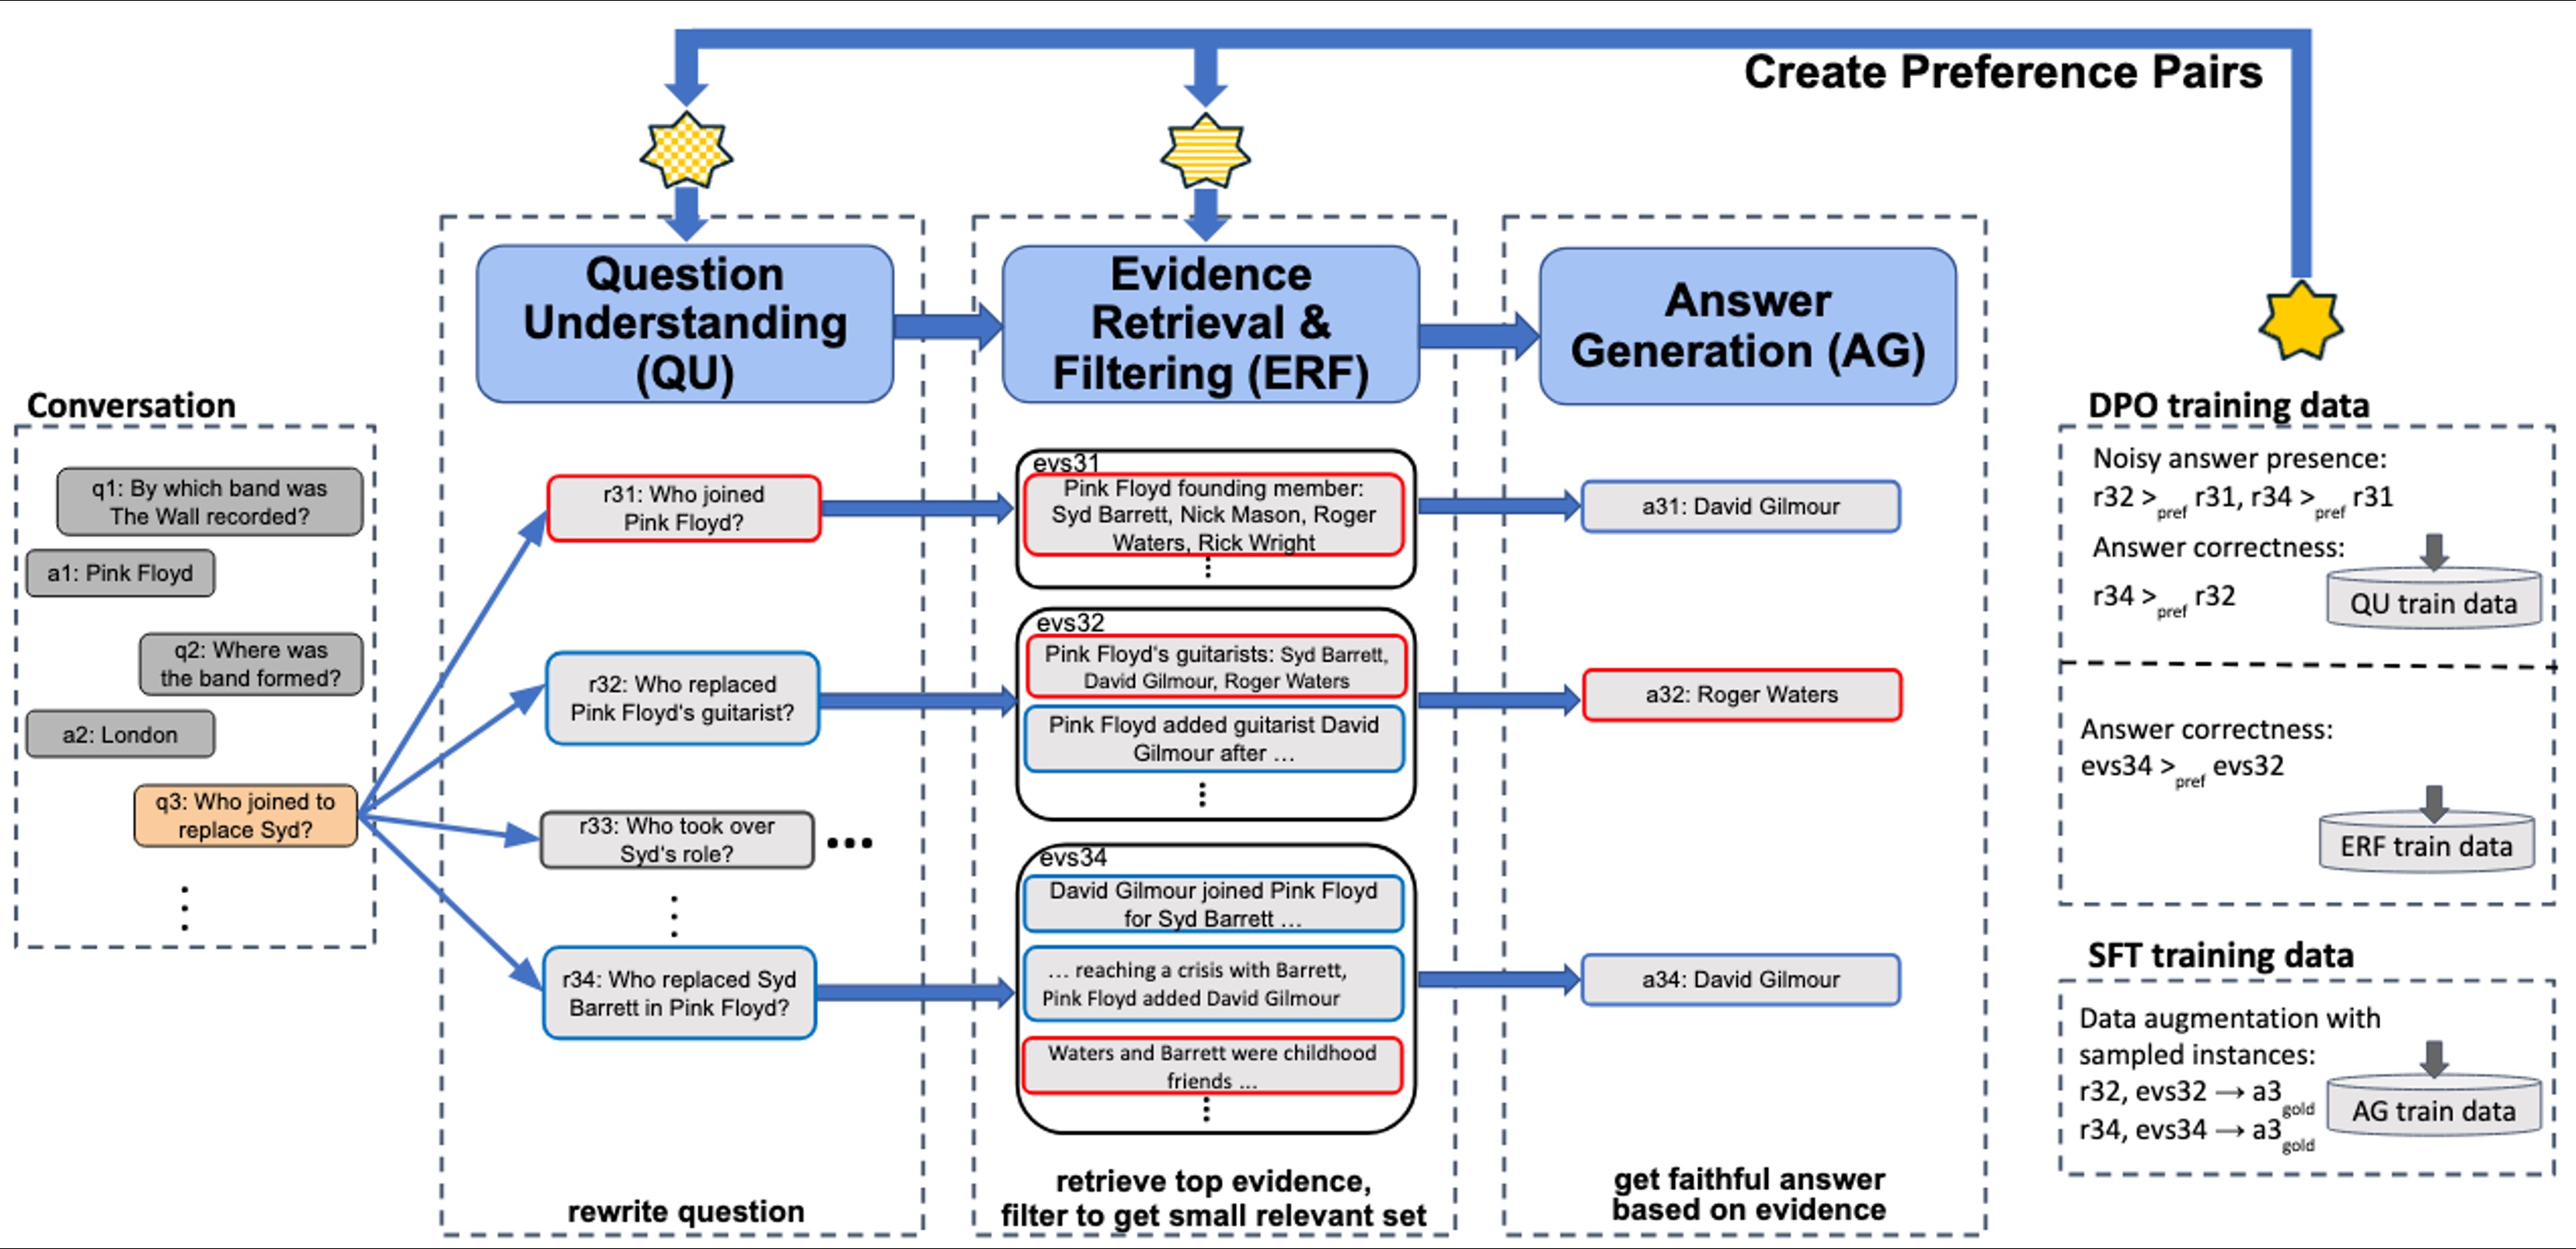 Create Preference Pairs
Conversation
q1: By which band was
The Wall recorded?
a1: Pink Floyd
q2: Where was
the band formed?
a2: London
q3: Who joined to
replace Syd?
Question
Understanding
(QU)
r31: Who joined
Pink Floyd?
r32: Who replaced
Pink Floyd's guitarist?
r33: Who took over
Syd's role?
r34: Who replaced Syd
Barrett in Pink Floyd?
rewrite question
Evidence
Retrieval &
Filtering (ERF)
evs31
Pink Floyd founding member:
Syd Barrett, Nick Mason, Roger
Waters, Rick Wright
evs32
Pink Floyd's guitarists: Syd Barrett,
David Gilmour, Roger Waters
Pink Floyd added guitarist David
Gilmour after ...
evs34
David Gilmour joined Pink Floyd
for Syd Barrett ...
... reaching a crisis with Barrett,
Pink Floyd added David Gilmour
Waters and Barrett were childhood
friends ...
retrieve top evidence,
filter to get small relevant set
Answer
Generation (AG)
a31: David Gilmour
a32: Roger Waters
a34: David Gilmour
get faithful answer
based on evidence
DPO training data
Noisy answer presence:
r32 >pref r31, r34 >pref r31
Answer correctness:
r34 >pref r32
QU train data
Answer correctness:
evs34 >pref evs32
ERF train data
SFT training data
Data augmentation with
sampled instances:
r32, evs32 → a3gold
r34, evs34 → a3gold
AG train data